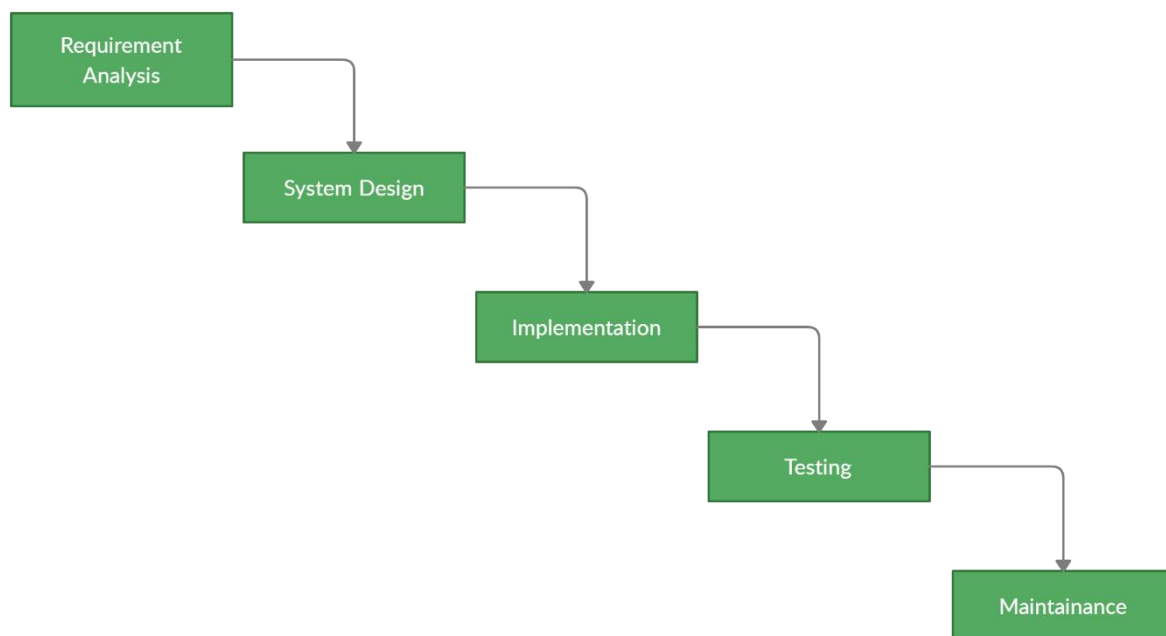 Requirement
Analysis
System Design
Implementation
Testing
Maintainance